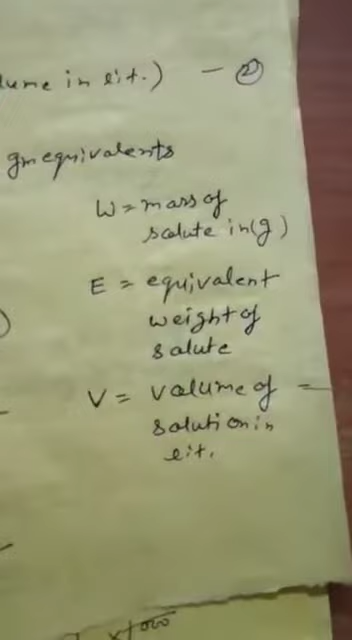 lume in lit.) - ②
gm equivalents
W = mass of
solute in (g)
E = equivalent
weight of
solute
V = volume of =
solution in
lit.
x 1000